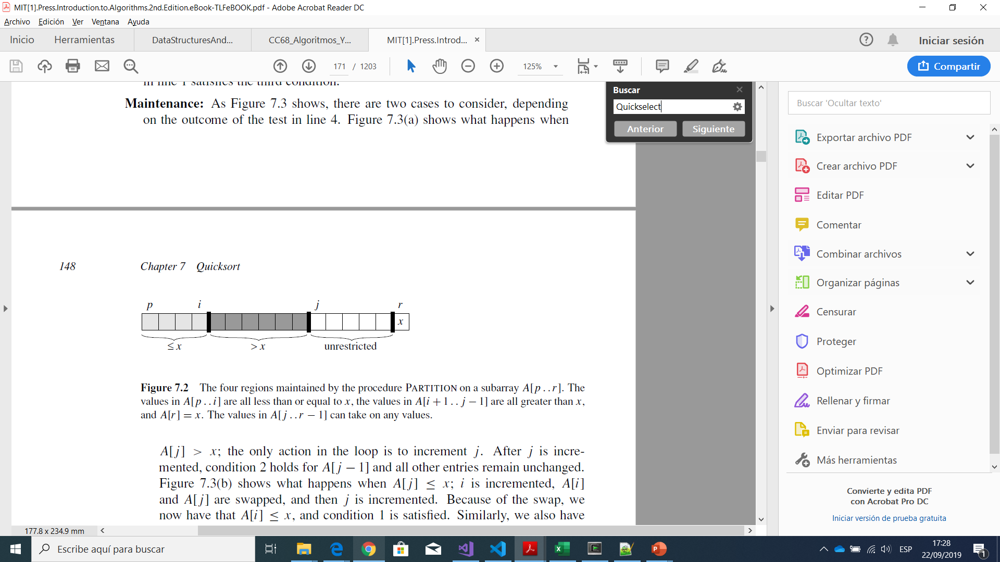 MIT[1].Press.Introduction.to.Algorithms.2nd.Edition.eBook-TLFeBOOK.pdf - Adobe Acrobat Reader DC
Archivo Edición Ver Ventana Ayuda
Inicio Herramientas DataStructuresAnd... CC68_Algoritmos_Y... MIT[1].Press.Introd... × Iniciar sesión
171 / 1203 125% Compartir
in line 1 satisfies the third condition.
Maintenance: As Figure 7.3 shows, there are two cases to consider, depending
on the outcome of the test in line 4. Figure 7.3(a) shows what happens when
Buscar
Quickselect
Anterior Siguiente
148 Chapter 7 Quicksort
p i j r
x
≤ x > x unrestricted
Figure 7.2 The four regions maintained by the procedure PARTITION on a subarray A[p . . r]. The
values in A[p . . i] are all less than or equal to x, the values in A[i + 1 . . j − 1] are all greater than x,
and A[r] = x. The values in A[j . . r − 1] can take on any values.
A[j] > x; the only action in the loop is to increment j. After j is incre-
mented, condition 2 holds for A[j − 1] and all other entries remain unchanged.
Figure 7.3(b) shows what happens when A[j] ≤ x; i is incremented, A[i]
and A[j] are swapped, and then j is incremented. Because of the swap, we
now have that A[i] ≤ x, and condition 1 is satisfied. Similarly, we also have
177.8 x 234.9 mm
Buscar 'Ocultar texto'
Exportar archivo PDF
Crear archivo PDF
Editar PDF
Comentar
Combinar archivos
Organizar páginas
Censurar
Proteger
Optimizar PDF
Rellenar y firmar
Enviar para revisar
Más herramientas
Convierte y edita PDF
con Acrobat Pro DC
Iniciar versión de prueba gratuita
Escribe aquí para buscar
ESP
17:28
22/09/2019
1